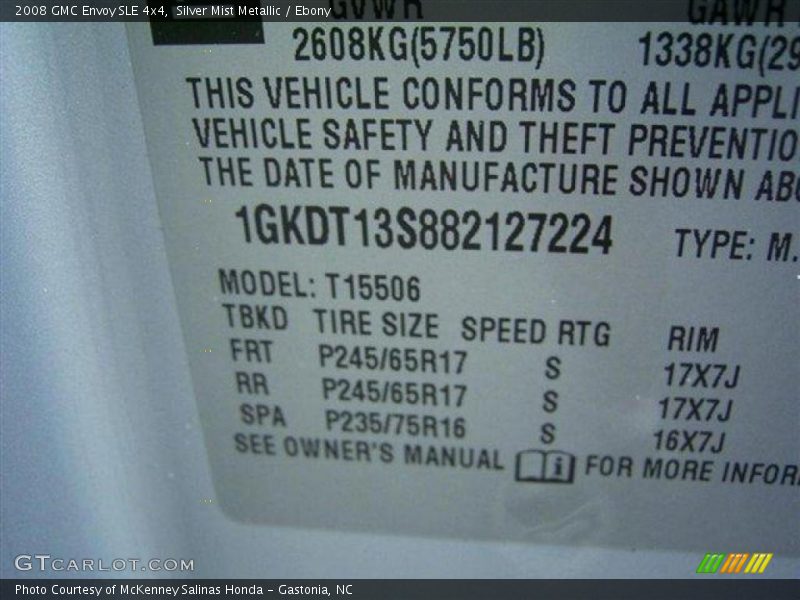 2008 GMC Envoy SLE 4x4, Silver Mist Metallic / Ebony
GVWR GAWR
2608KG(5750LB) 1338KG(29
THIS VEHICLE CONFORMS TO ALL APPLI
VEHICLE SAFETY AND THEFT PREVENTIO
THE DATE OF MANUFACTURE SHOWN ABO
1GKDT13S882127224 TYPE: M.
MODEL: T15506
TBKD TIRE SIZE SPEED RTG RIM
FRT P245/65R17 S 17X7J
RR P245/65R17 S 17X7J
SPA P235/75R16 S 16X7J
SEE OWNER'S MANUAL FOR MORE INFOR
GTCARLOT.COM
Photo Courtesy of McKenney Salinas Honda - Gastonia, NC